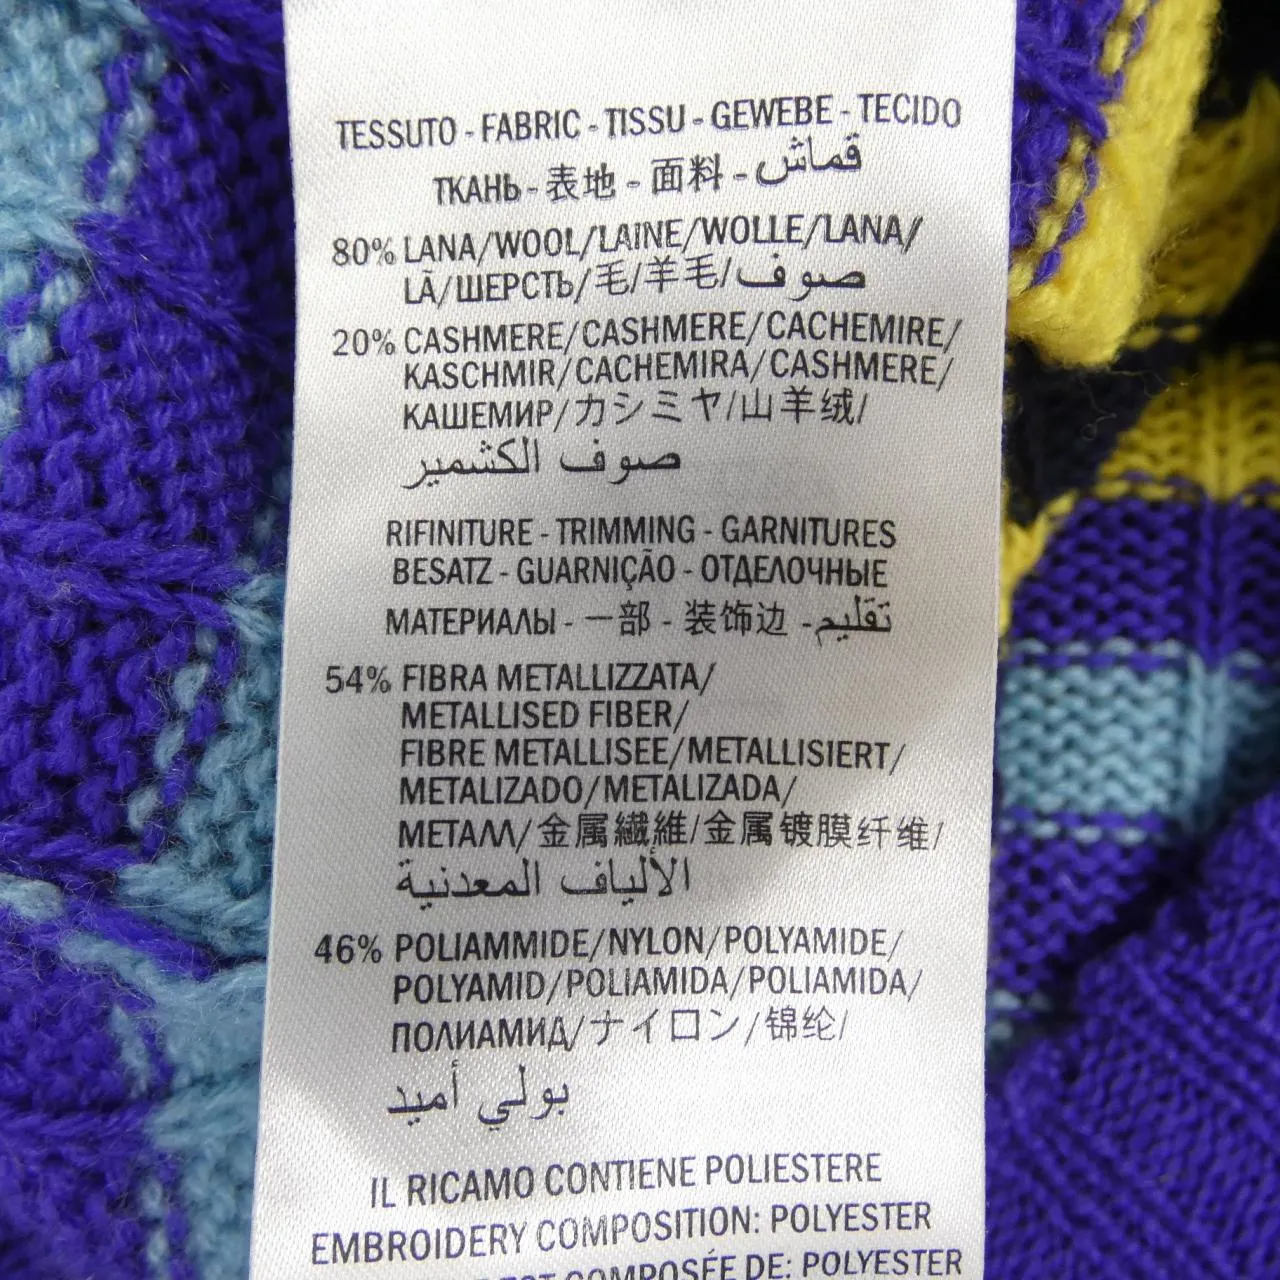 TESSUTO - FABRIC - TISSU - GEWEBE - TECIDO
ТКАНЬ - 表地 - 面料 - قماش
80% LANA/WOOL/LAINE/WOLLE/LANA/
LÃ/ШЕРСТЬ/毛/羊毛/صوف
20% CASHMERE/CASHMERE/CACHEMIRE/
KASCHMIR/CACHEMIRA/CASHMERE/
КАШЕМИР/カシミヤ/山羊绒/
صوف الكشمير
RIFINITURE - TRIMMING - GARNITURES
BESATZ - GUARNIÇÃO - ОТДЕЛОЧНЫЕ
МАТЕРИАЛЫ - 一部 - 装饰边 - تقليم
54% FIBRA METALLIZZATA/
METALLISED FIBER/
FIBRE METALLISEE/METALLISIERT/
METALIZADO/METALIZADA/
МЕТАЛЛ/金属繊維/金属镀膜纤维/
الألياف المعدنية
46% POLIAMMIDE/NYLON/POLYAMIDE/
POLYAMID/POLIAMIDA/POLIAMIDA/
ПОЛИАМИД/ナイロン/锦纶/
بولي أميد
IL RICAMO CONTIENE POLIESTERE
EMBROIDERY COMPOSITION: POLYESTER
EST COMPOSÉE DE: POLYESTER